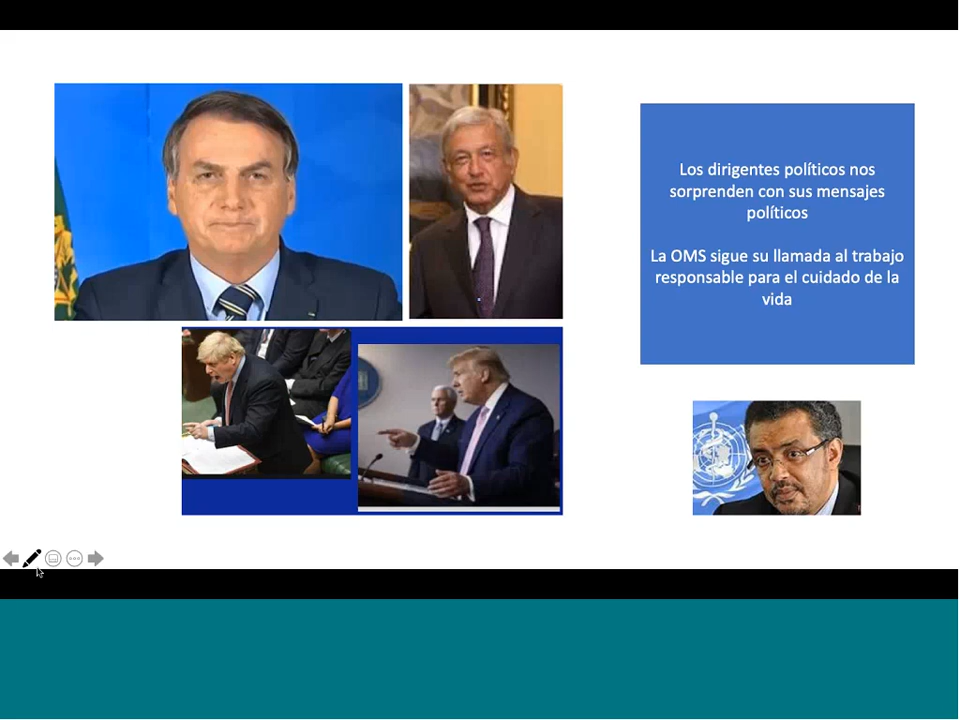 Los dirigentes políticos nos
sorprenden con sus mensajes
políticos
La OMS sigue su llamada al trabajo
responsable para el cuidado de la
vida